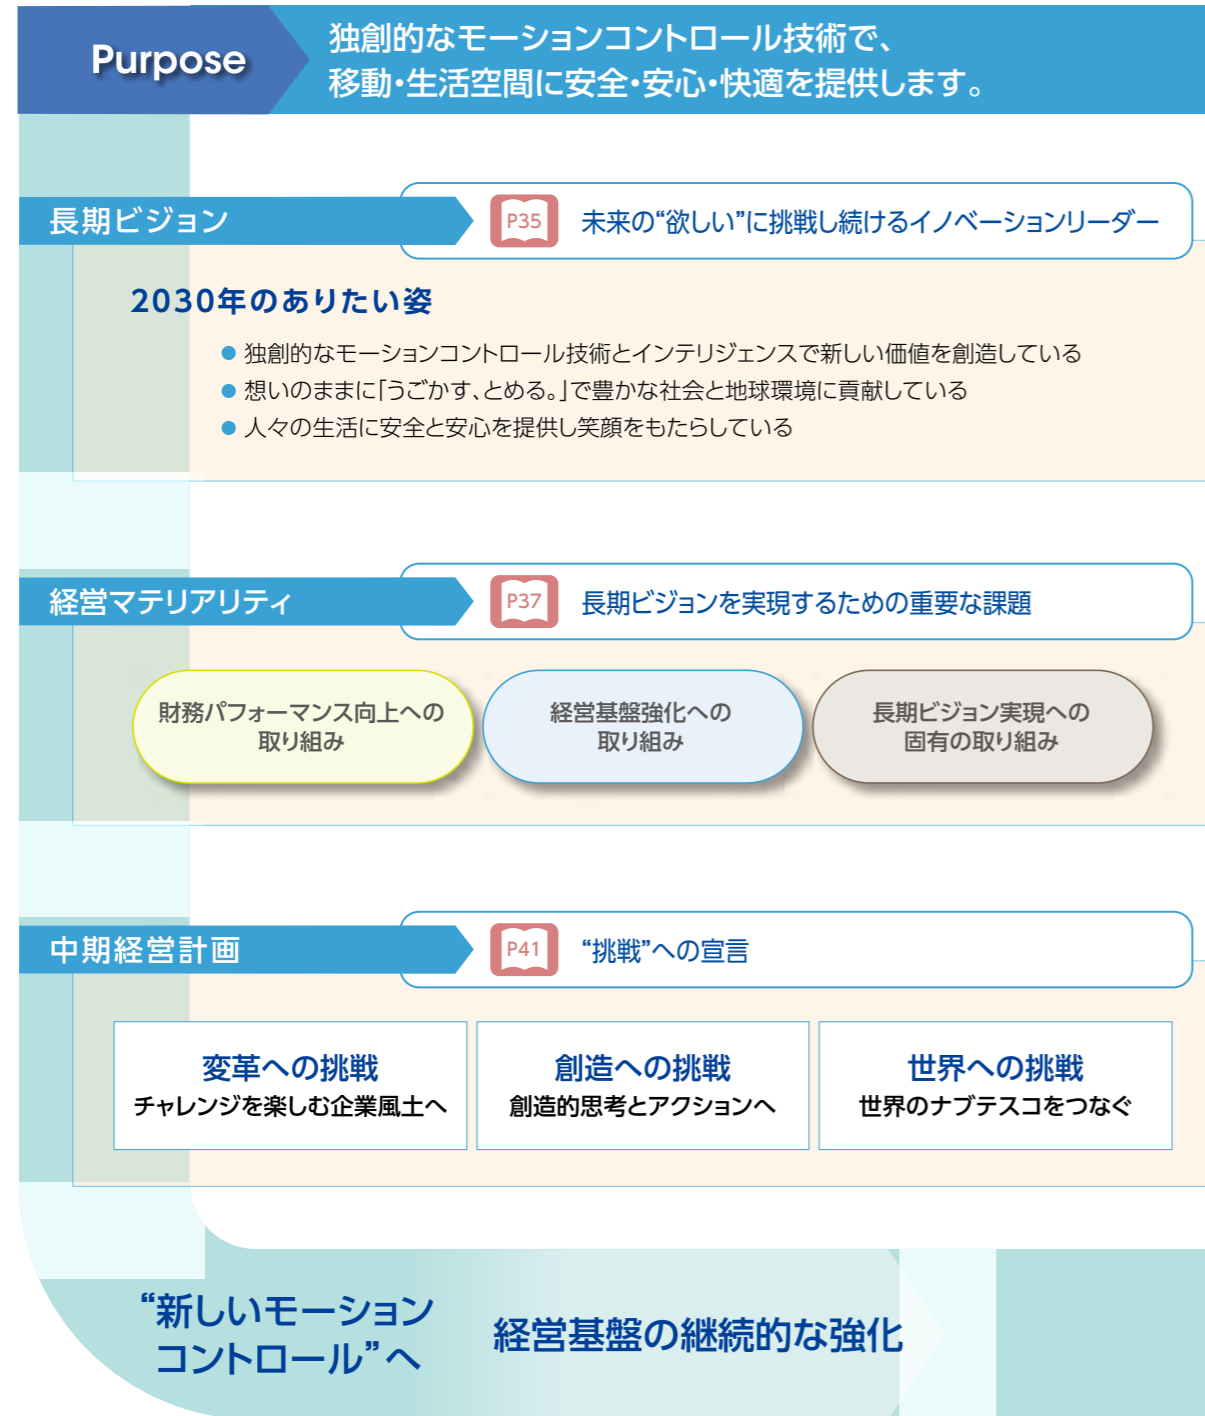 Purpose
独創的なモーションコントロール技術で、
移動・生活空間に安全・安心・快適を提供します。
長期ビジョン
P35
未来の“欲しい”に挑戦し続けるイノベーションリーダー
2030年のありたい姿
● 独創的なモーションコントロール技術とインテリジェンスで新しい価値を創造している
● 想いのままに「うごかす、とめる。」で豊かな社会と地球環境に貢献している
● 人々の生活に安全と安心を提供し笑顔をもたらしている
経営マテリアリティ
P37
長期ビジョンを実現するための重要な課題
財務パフォーマンス向上への
取り組み
経営基盤強化への
取り組み
長期ビジョン実現への
固有の取り組み
中期経営計画
P41
“挑戦”への宣言
変革への挑戦
チャレンジを楽しむ企業風土へ
創造への挑戦
創造的思考とアクションへ
世界への挑戦
世界のナブテスコをつなぐ
“新しいモーション
コントロール”へ
経営基盤の継続的な強化